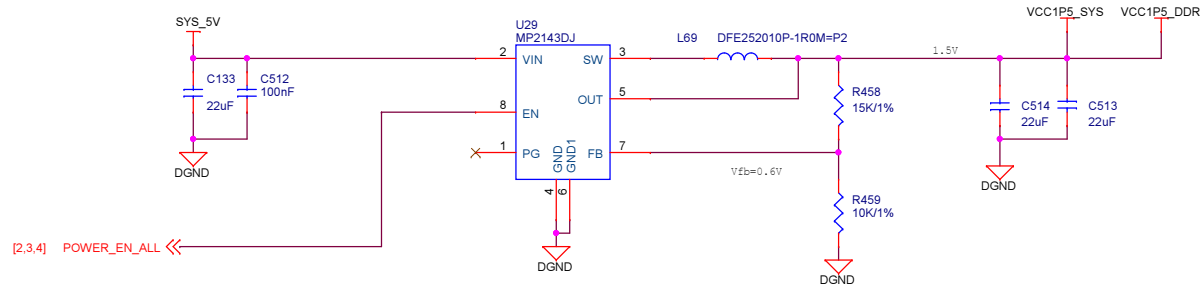 SYS_5V
C133
22uF
C512
100nF
DGND
U29
MP2143DJ
2
VIN
SW
3
OUT
5
8
EN
1
PG
FB
7
GND
GND1
4
6
DGND
L69
DFE252010P-1R0M=P2
1.5V
VCC1P5_SYS
VCC1P5_DDR
R458
15K/1%
Vfb=0.6V
R459
10K/1%
DGND
C514
22uF
C513
22uF
DGND
[2,3,4] POWER_EN_ALL